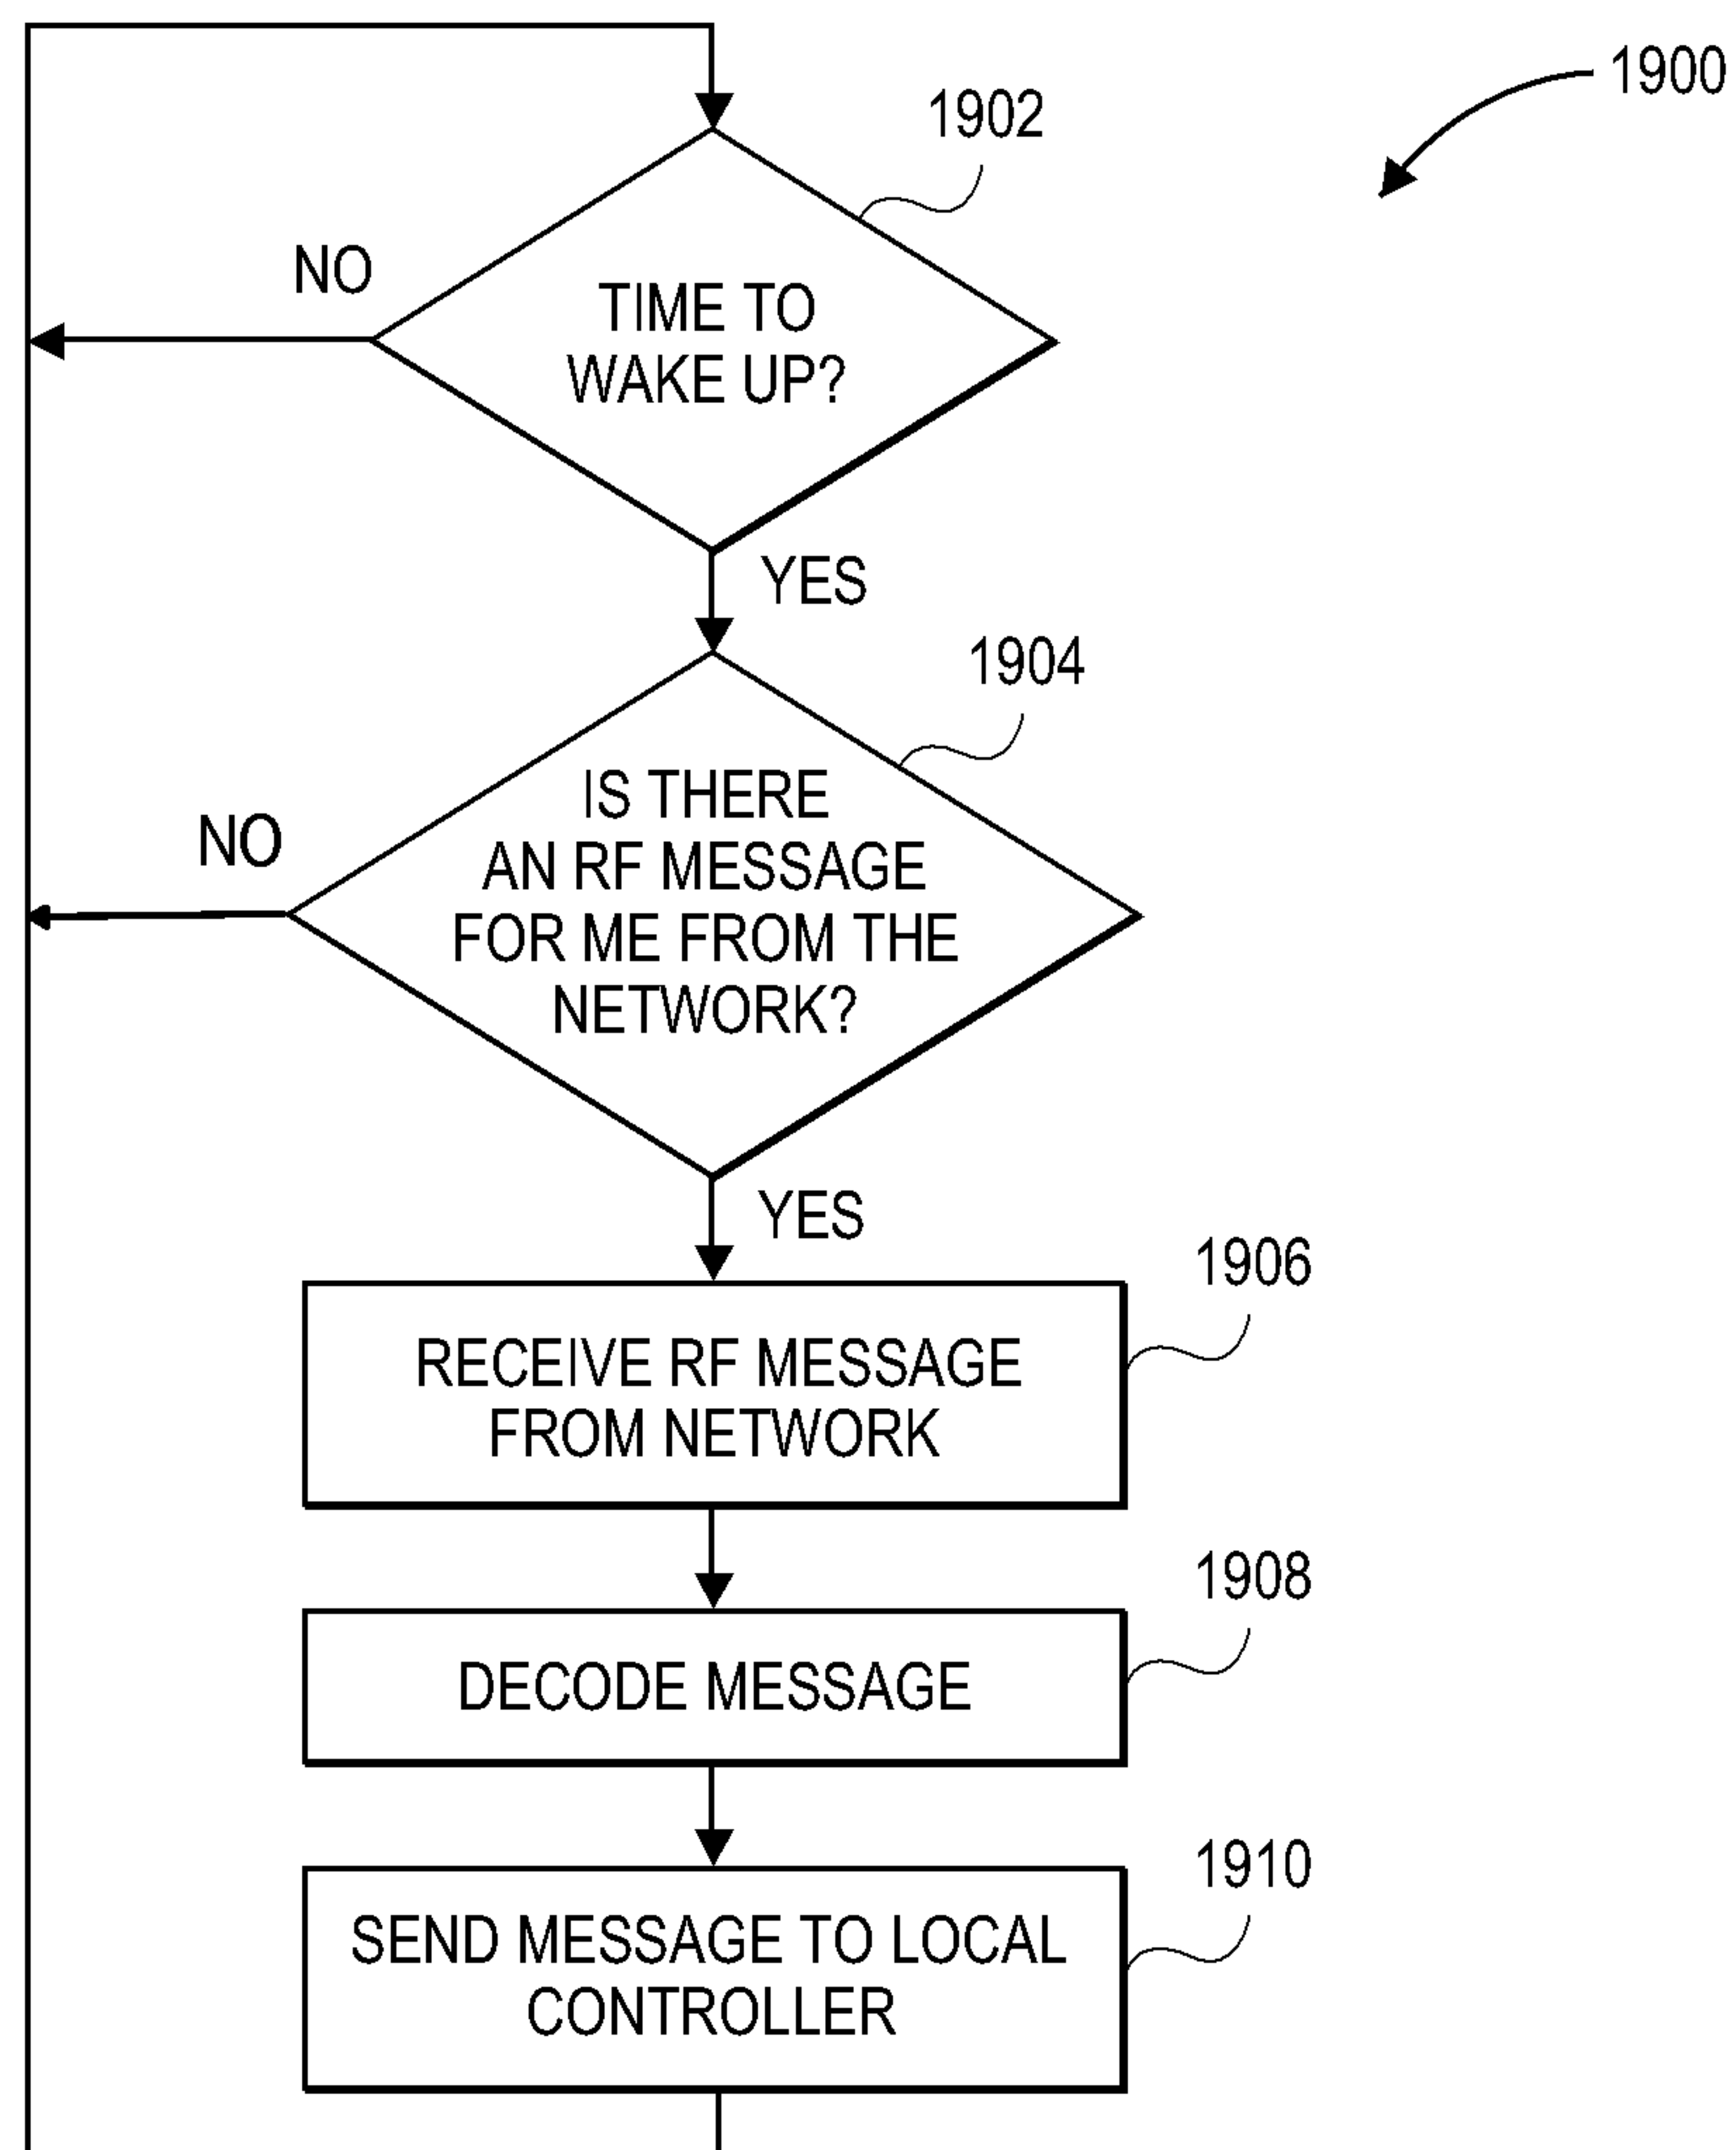 1900
1902
NO
TIME TO
WAKE UP?
YES
1904
IS THERE
AN RF MESSAGE
FOR ME FROM THE
NETWORK?
NO
YES
1906
RECEIVE RF MESSAGE
FROM NETWORK
1908
DECODE MESSAGE
1910
SEND MESSAGE TO LOCAL
CONTROLLER